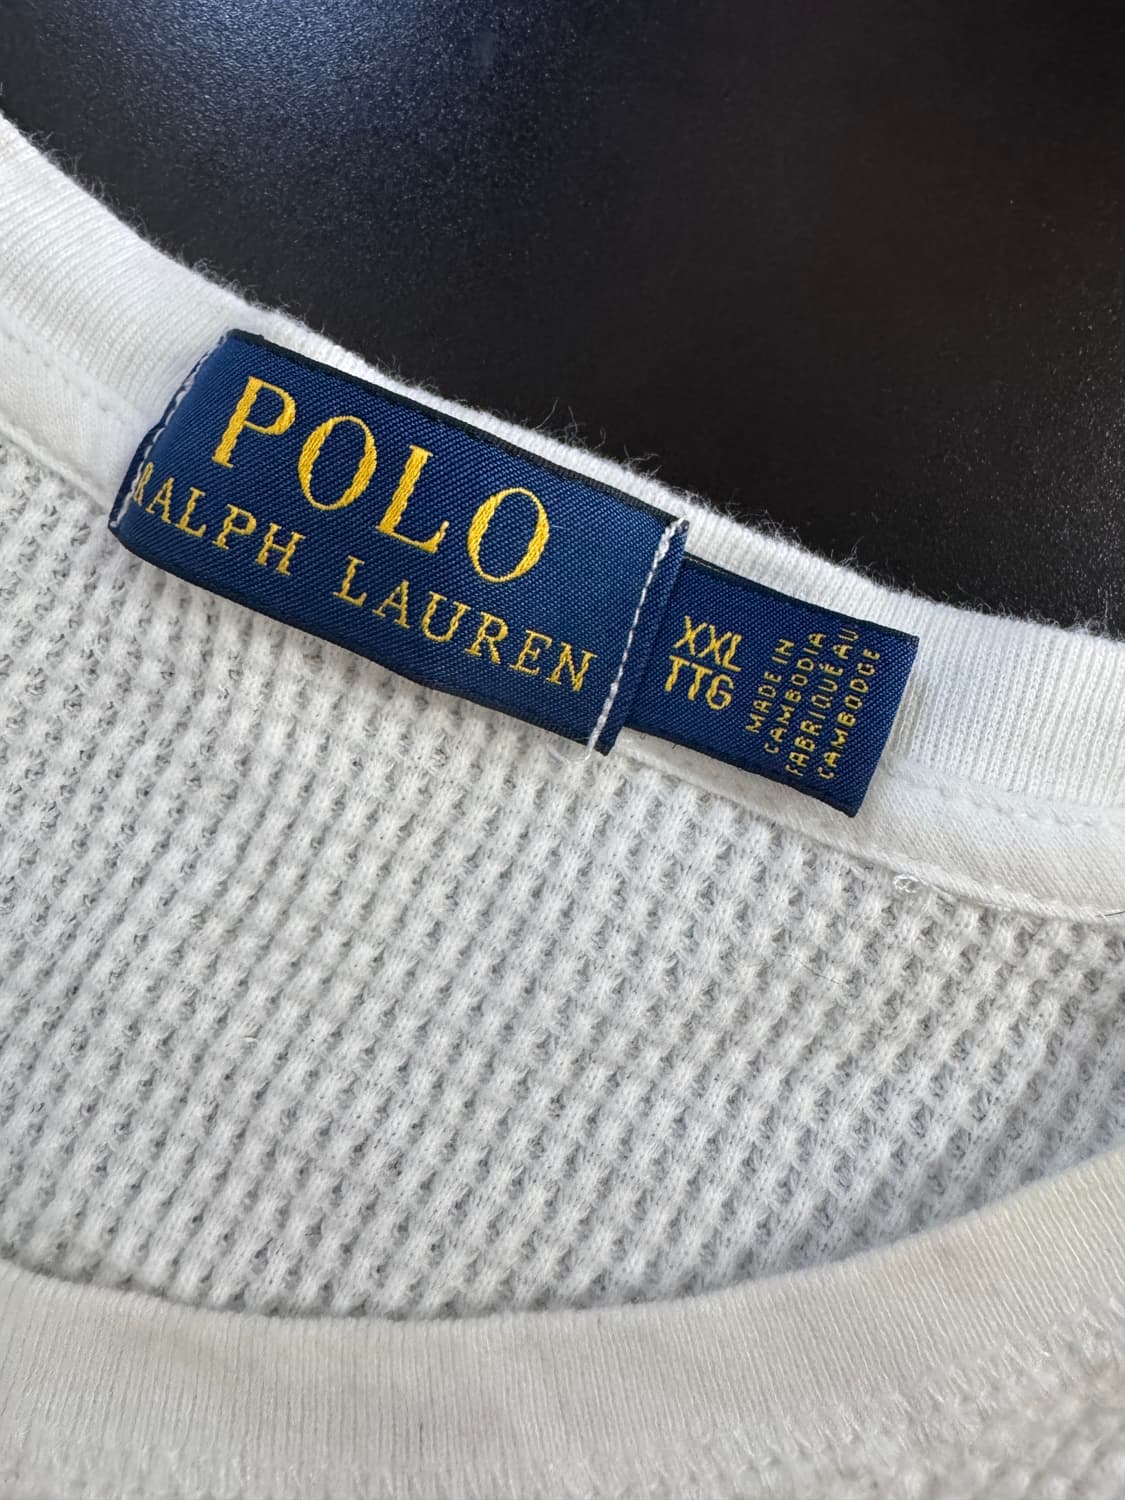 POLO
RALPH LAUREN
XXL
TTG
MADE IN
CAMBODIA
FABRIQUÉ AU
CAMBODGE